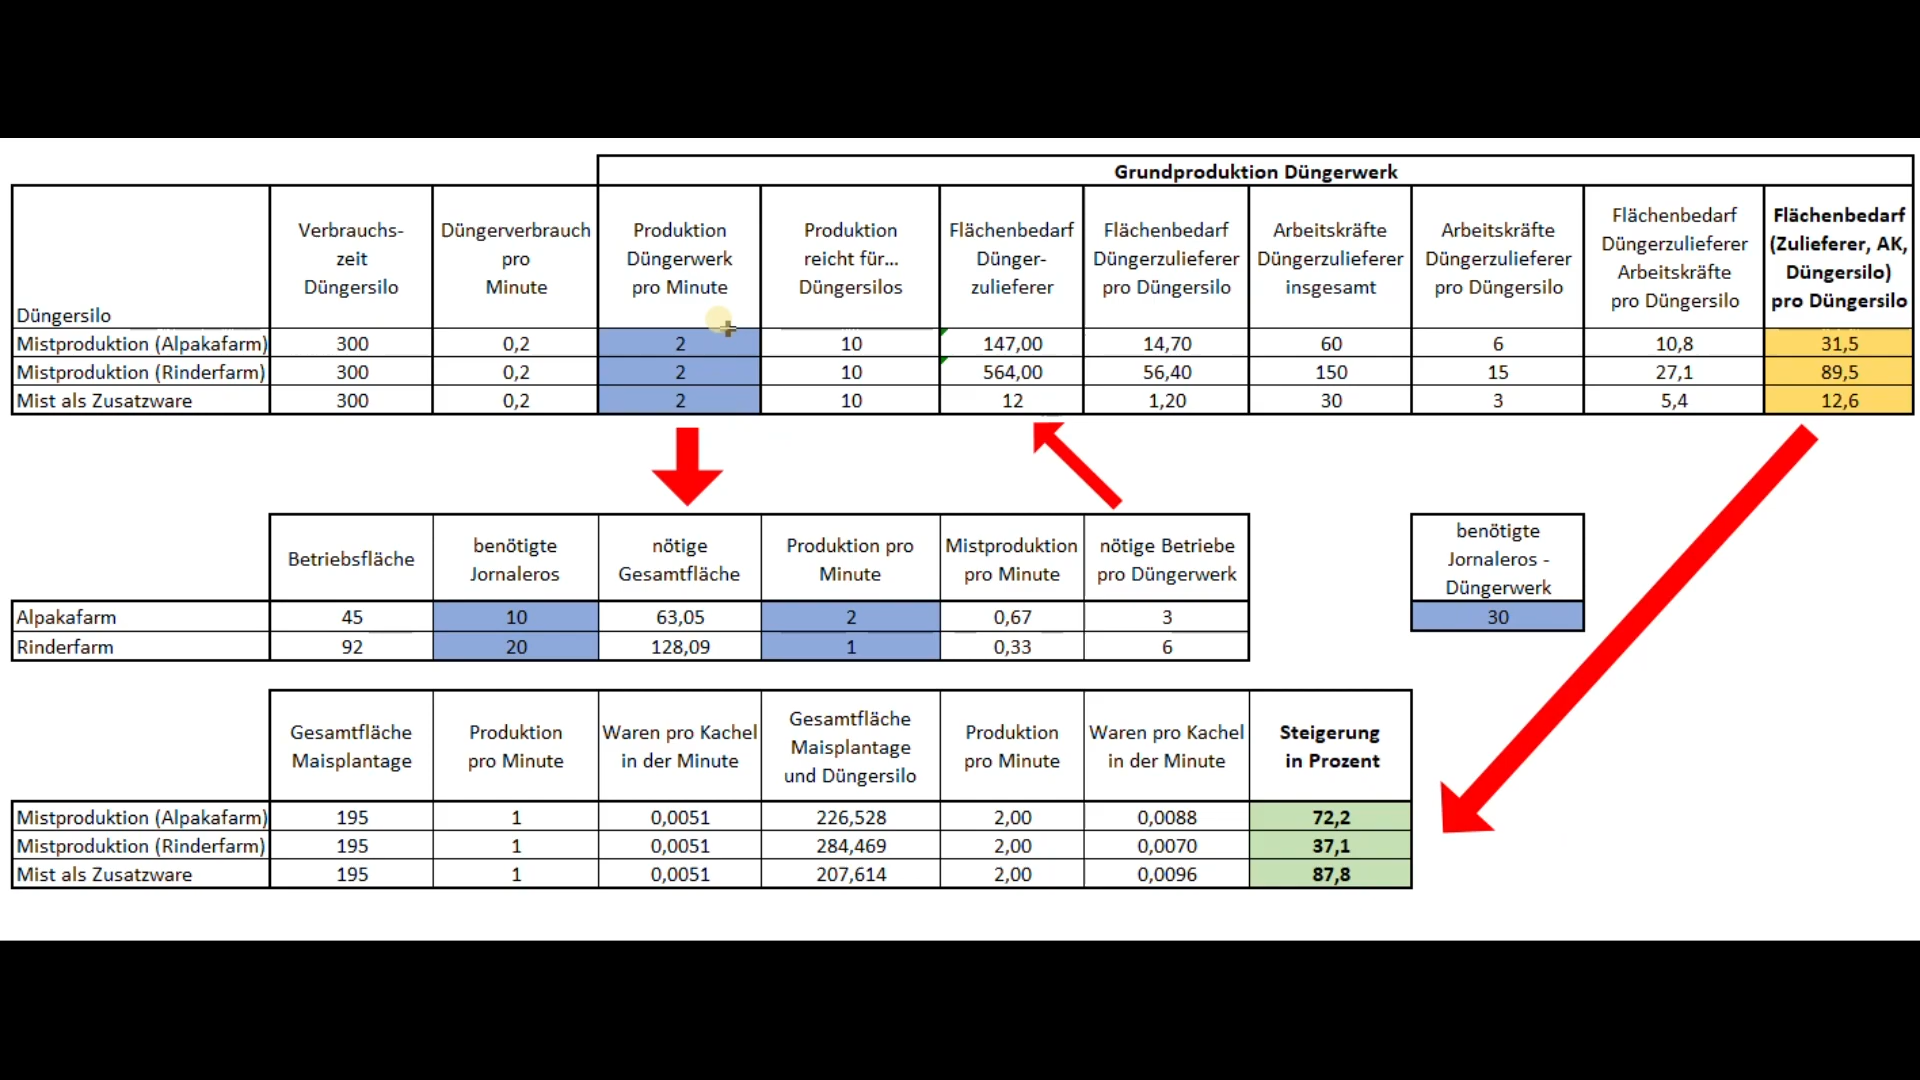 Grundproduktion Düngerwerk
Düngersilo
Verbrauchs-
zeit
Düngersilo
Düngerverbrauch
pro
Minute
Produktion
Düngerwerk
pro Minute
Produktion
reicht für...
Düngersilos
Flächenbedarf
Dünger-
zulieferer
Flächenbedarf
Düngerzulieferer
pro Düngersilo
Arbeitskräfte
Düngerzulieferer
insgesamt
Arbeitskräfte
Düngerzulieferer
pro Düngersilo
Flächenbedarf
Düngerzulieferer
Arbeitskräfte
pro Düngersilo
Flächenbedarf
(Zulieferer, AK,
Düngersilo)
pro Düngersilo
Mistproduktion (Alpakafarm) 300 0,2 2 10 147,00 14,70 60 6 10,8 31,5
Mistproduktion (Rinderfarm) 300 0,2 2 10 564,00 56,40 150 15 27,1 89,5
Mist als Zusatzware 300 0,2 2 10 12 1,20 30 3 5,4 12,6
Betriebsfläche
benötigte
Jornaleros
nötige
Gesamtfläche
Produktion pro
Minute
Mistproduktion
pro Minute
nötige Betriebe
pro Düngerwerk
benötigte
Jornaleros -
Düngerwerk
Alpakafarm 45 10 63,05 2 0,67 3 30
Rinderfarm 92 20 128,09 1 0,33 6
Gesamtfläche
Maisplantage
Produktion
pro Minute
Waren pro Kachel
in der Minute
Gesamtfläche
Maisplantage
und Düngersilo
Produktion
pro Minute
Waren pro Kachel
in der Minute
Steigerung
in Prozent
Mistproduktion (Alpakafarm) 195 1 0,0051 226,528 2,00 0,0088 72,2
Mistproduktion (Rinderfarm) 195 1 0,0051 284,469 2,00 0,0070 37,1
Mist als Zusatzware 195 1 0,0051 207,614 2,00 0,0096 87,8